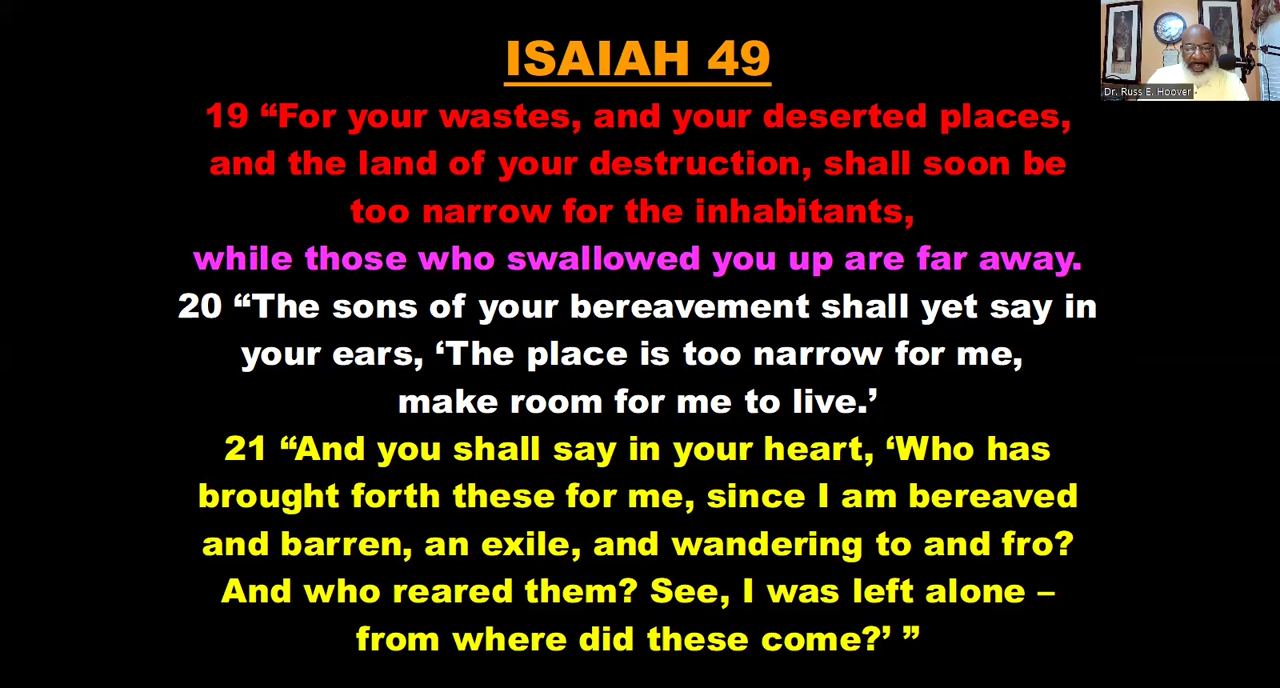 ISAIAH 49
Dr. Russ E. Hoover
19 “For your wastes, and your deserted places,
and the land of your destruction, shall soon be
too narrow for the inhabitants,
while those who swallowed you up are far away.
20 “The sons of your bereavement shall yet say in
your ears, ‘The place is too narrow for me,
make room for me to live.’
21 “And you shall say in your heart, ‘Who has
brought forth these for me, since I am bereaved
and barren, an exile, and wandering to and fro?
And who reared them? See, I was left alone –
from where did these come?’ ”